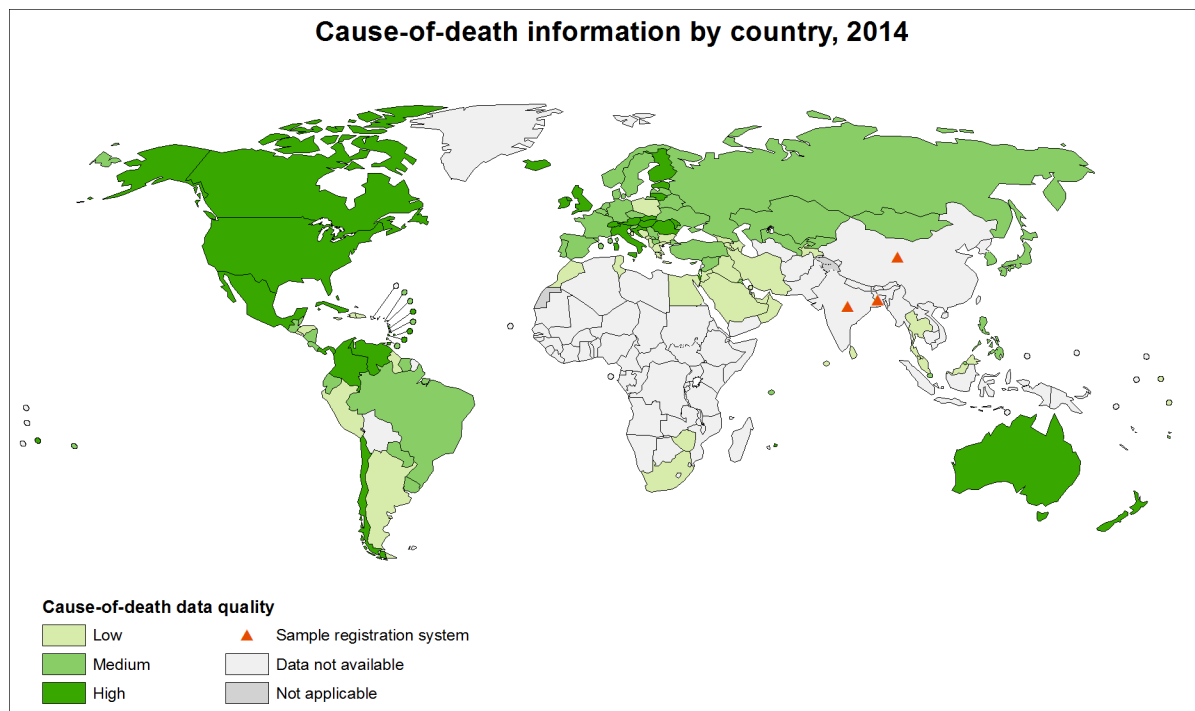 Cause-of-death information by country, 2014
Cause-of-death data quality
Low
Medium
High
Sample registration system
Data not available
Not applicable